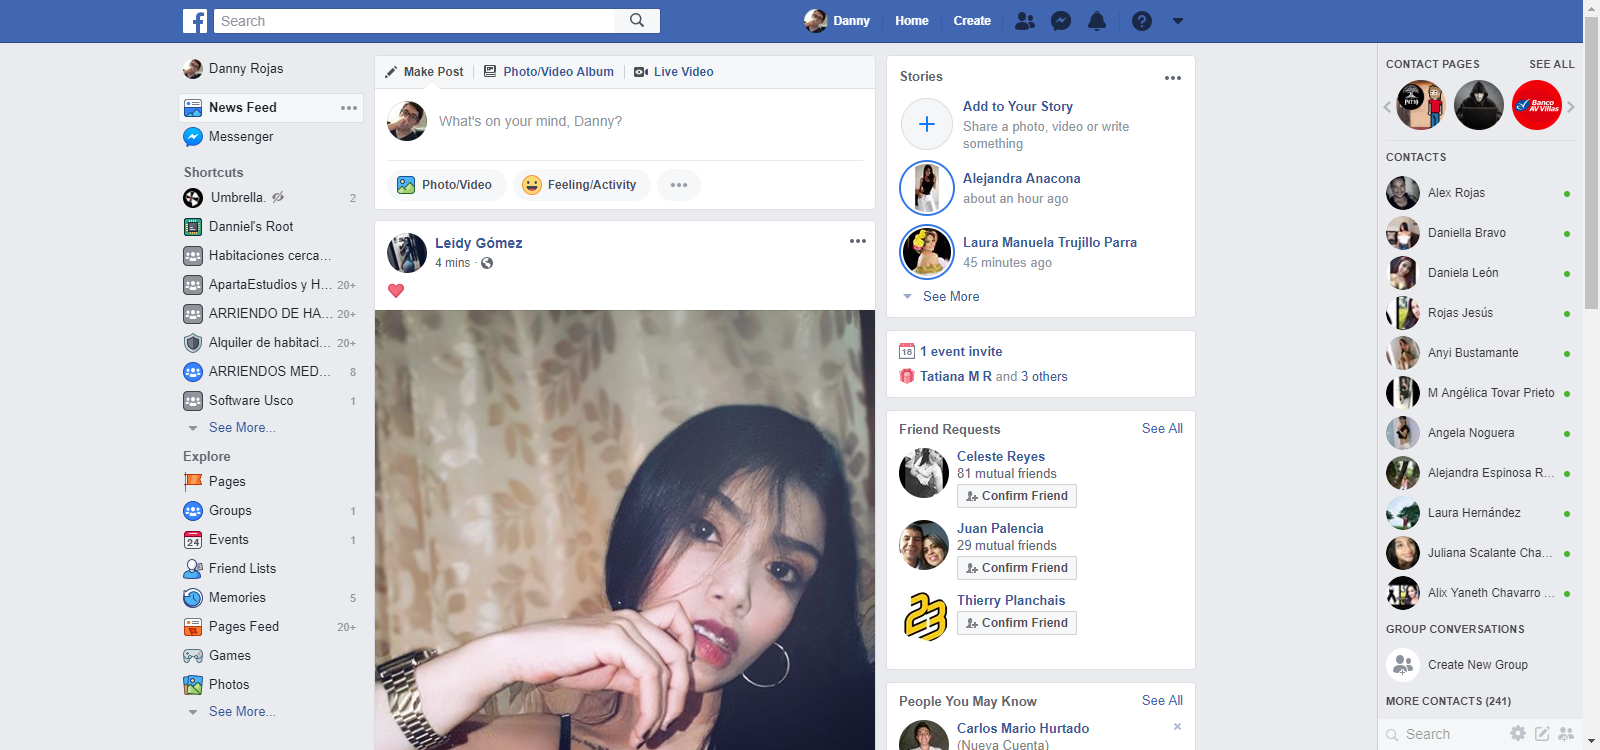 Search
Danny
Home
Create
Danny Rojas
News Feed
Messenger
Shortcuts
Umbrella.
2
Danniel's Root
Habitaciones cerca...
ApartaEstudios y H...
20+
ARRIENDO DE HA...
20+
Alquiler de habitaci...
20+
ARRIENDOS MED...
8
Software Usco
1
See More...
Explore
Pages
Groups
1
Events
1
Friend Lists
Memories
5
Pages Feed
20+
Games
Photos
See More...
Make Post
Photo/Video Album
Live Video
What's on your mind, Danny?
Photo/Video
Feeling/Activity
Leidy Gómez
4 mins ·
Stories
Add to Your Story
Share a photo, video or write
something
Alejandra Anacona
about an hour ago
Laura Manuela Trujillo Parra
45 minutes ago
See More
18
1 event invite
Tatiana M R and 3 others
Friend Requests
See All
Celeste Reyes
81 mutual friends
Confirm Friend
Juan Palencia
29 mutual friends
Confirm Friend
Thierry Planchais
Confirm Friend
People You May Know
See All
Carlos Mario Hurtado
(Nueva Cuenta)
CONTACT PAGES
SEE ALL
Banco
AV Villas
CONTACTS
Alex Rojas
Daniella Bravo
Daniela León
Rojas Jesús
Anyi Bustamante
M Angélica Tovar Prieto
Angela Noguera
Alejandra Espinosa R...
Laura Hernández
Juliana Scalante Cha...
Alix Yaneth Chavarro ...
GROUP CONVERSATIONS
Create New Group
MORE CONTACTS (241)
Search